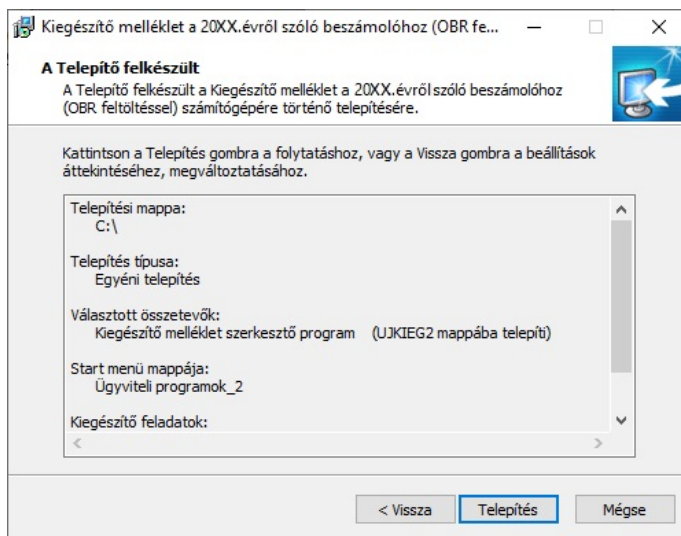 Kiegészítő melléklet a 20XX.évről szóló beszámolóhoz (OBR fe...
A Telepítő felkészült
A Telepítő felkészült a Kiegészítő melléklet a 20XX.évről szóló beszámolóhoz
(OBR feltöltéssel) számítógépére történő telepítésére.
Kattintson a Telepítés gombra a folytatáshoz, vagy a Vissza gombra a beállítások
áttekintéséhez, megváltoztatásához.
Telepítési mappa:
C:\
Telepítés típusa:
Egyéni telepítés
Választott összetevők:
Kiegészítő melléklet szerkesztő program (UJKIEG2 mappába telepíti)
Start menü mappája:
Ügyviteli programok_2
Kiegészítő feladatok:
< Vissza Telepítés Mégse